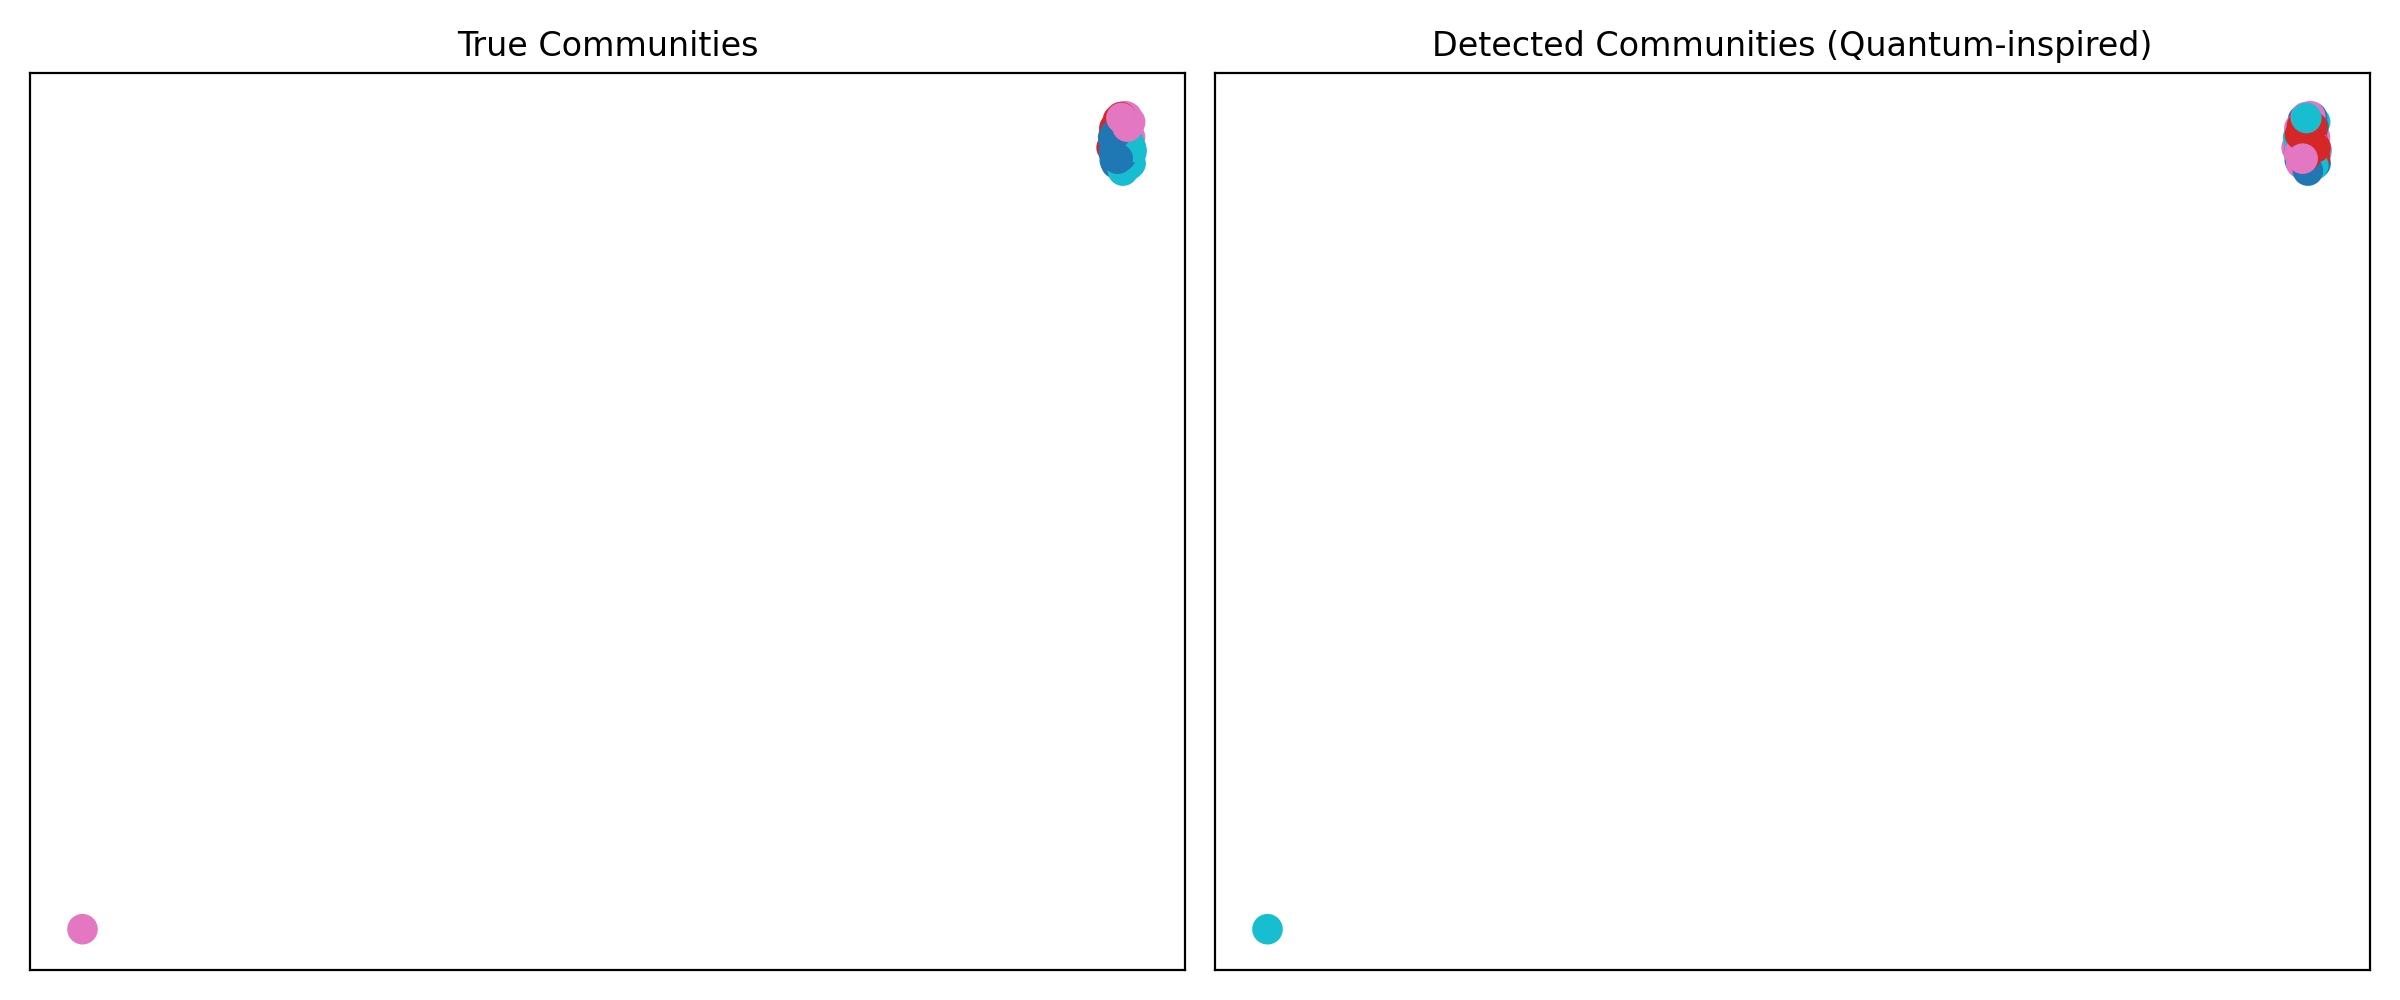 True Communities
Detected Communities (Quantum-inspired)